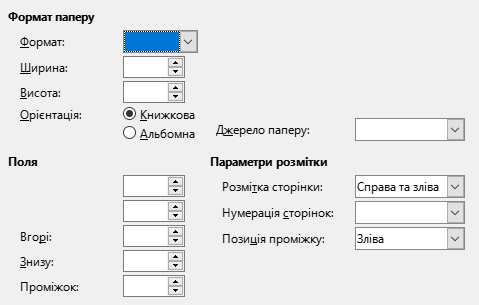 Формат паперу
Формат:
Ширина:
Висота:
Орієнтація:
Книжкова
Альбомна
Джерело паперу:
Поля
Вгорі:
Знизу:
Проміжок:
Параметри розмітки
Розмітка сторінки:
Справа та зліва
Нумерація сторінок:
Позиція проміжку:
Зліва